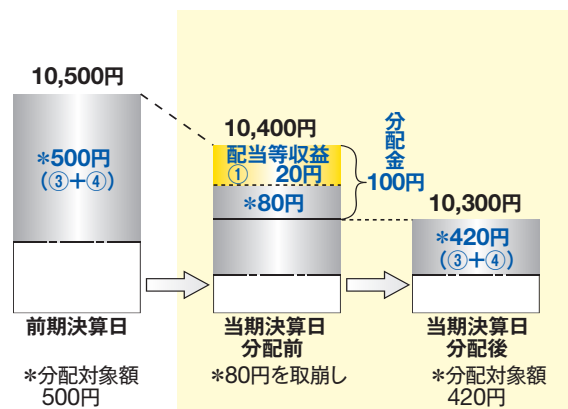 10,500円
*500円
(③+④)
前期決算日
*分配対象額
500円
10,400円
配当等収益
① 20円
*80円
分配金
100円
当期決算日
分配前
*80円を取崩し
10,300円
*420円
(③+④)
当期決算日
分配後
*分配対象額
420円